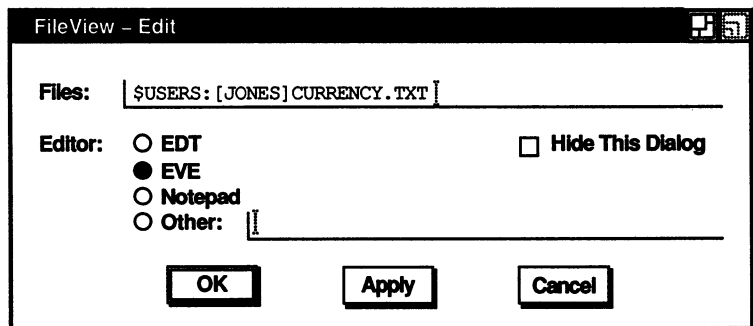 FileView – Edit
Files: $USERS:[JONES]CURRENCY.TXT
Editor: EDT Hide This Dialog
EVE
Notepad
Other:
OK Apply Cancel